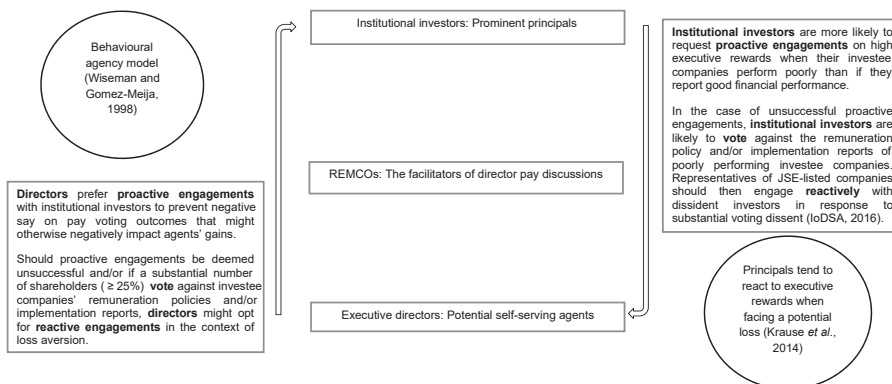 Institutional investors: Prominent principals
Behavioural
agency model
(Wiseman and
Gomez-Meija,
1998)
Institutional investors are more likely to
request proactive engagements on high
executive rewards when their investee
companies perform poorly than if they
report good financial performance.
In the case of unsuccessful proactive
engagements, institutional investors are
likely to vote against the remuneration
policy and/or implementation reports of
poorly performing investee companies.
Representatives of JSE-listed companies
should then engage reactively with
dissident investors in response to
substantial voting dissent (IoDSA, 2016).
REMCOs: The facilitators of director pay discussions
Directors prefer proactive engagements
with institutional investors to prevent negative
say on pay voting outcomes that might
otherwise negatively impact agents' gains.
Should proactive engagements be deemed
unsuccessful and/or if a substantial number
of shareholders ( ≥ 25%) vote against investee
companies' remuneration policies and/or
implementation reports, directors might opt
for reactive engagements in the context of
loss aversion.
Executive directors: Potential self-serving agents
Principals tend to
react to executive
rewards when
facing a potential
loss (Krause et al.,
2014)